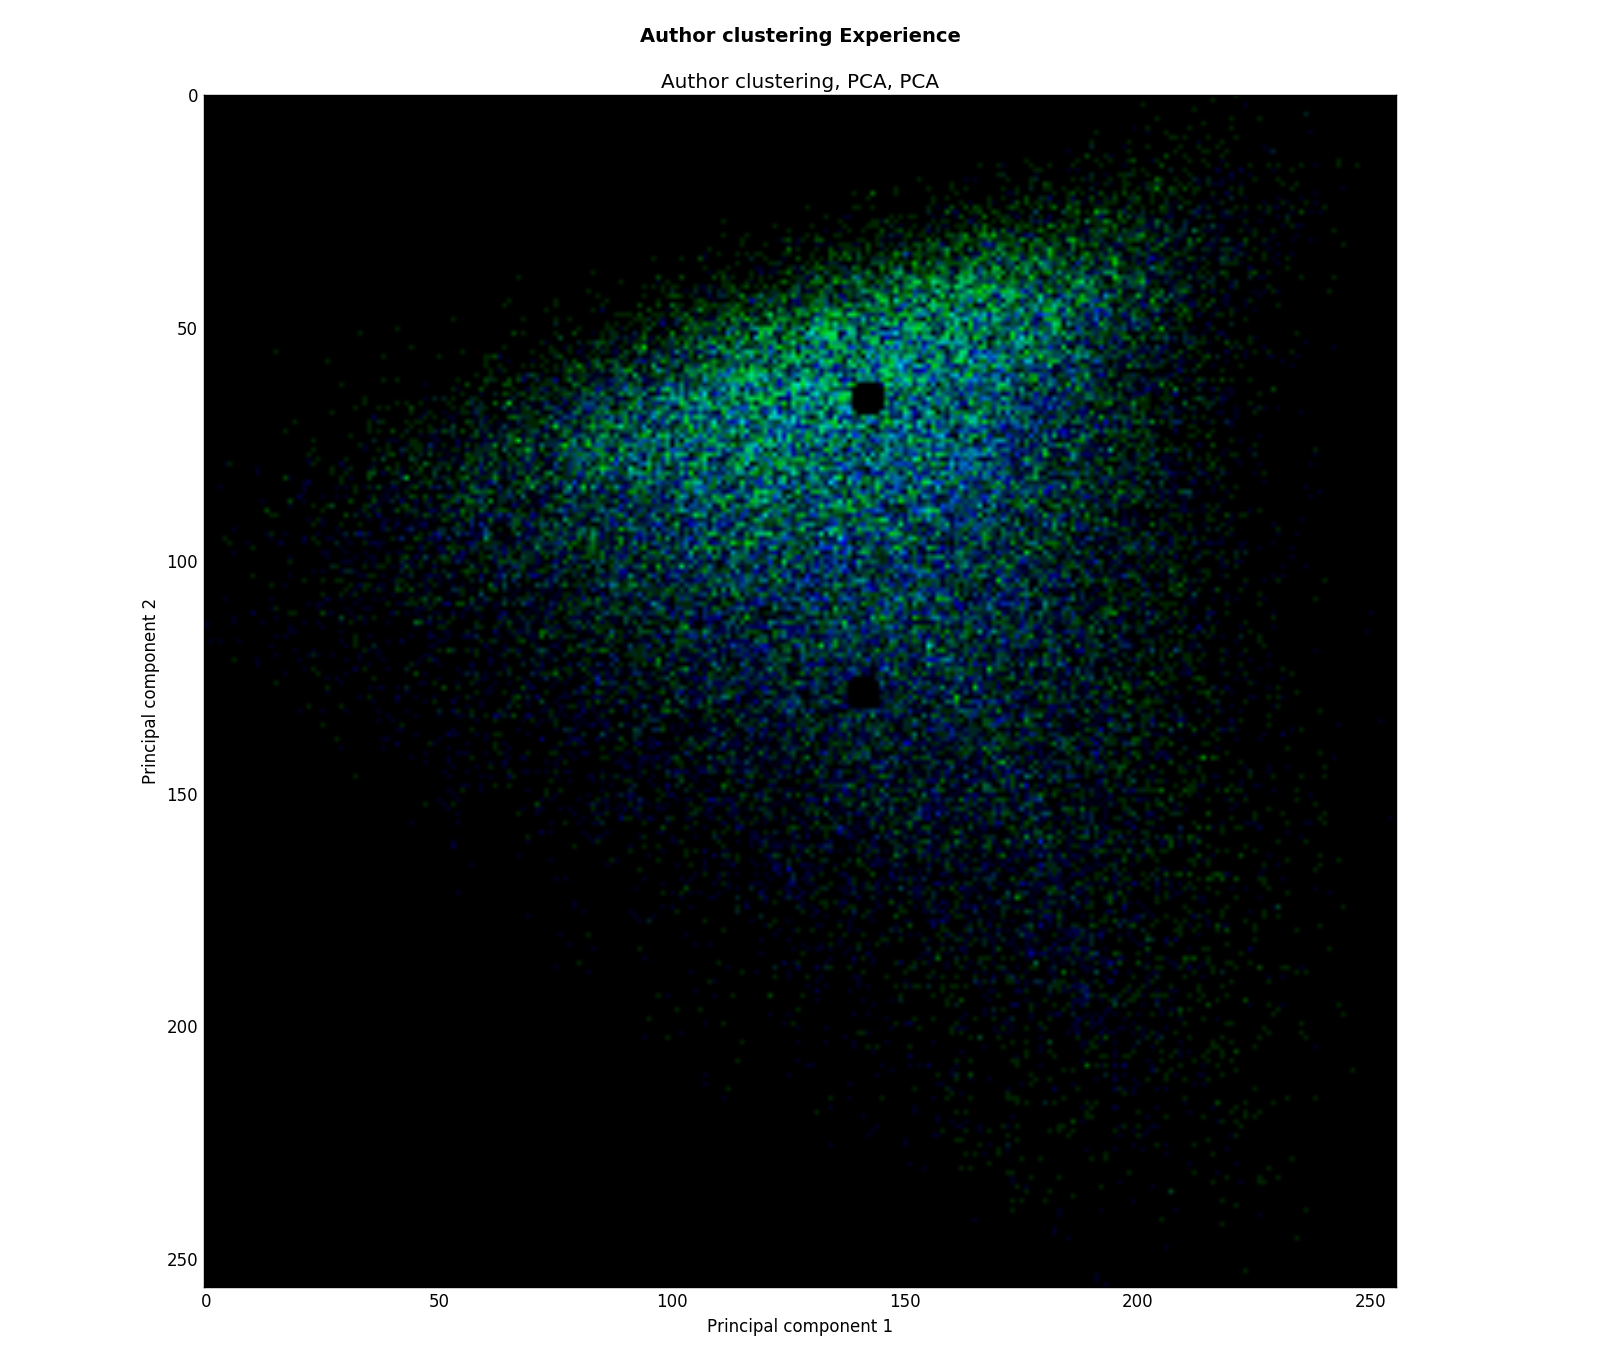 Author clustering Experience
Author clustering, PCA, PCA
0
50
100
150
200
250
Principal component 2
0 50 100 150 200 250
Principal component 1